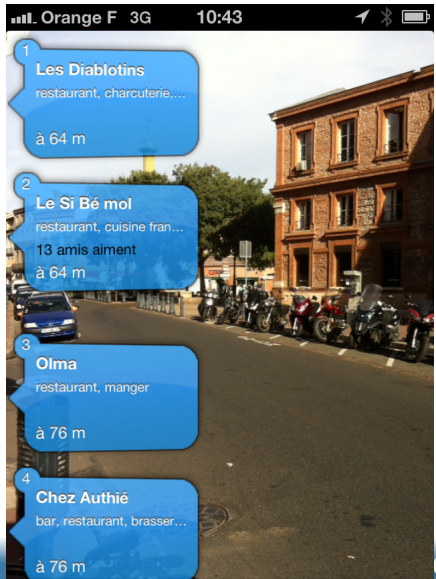 Orange F 3G 10:43
1
Les Diablotins
restaurant, charcuterie,...
à 64 m
2
Le Si Bé mol
restaurant, cuisine fran...
13 amis aiment
à 64 m
3
Olma
restaurant, manger
à 76 m
4
Chez Authié
bar, restaurant, brasser...
à 76 m